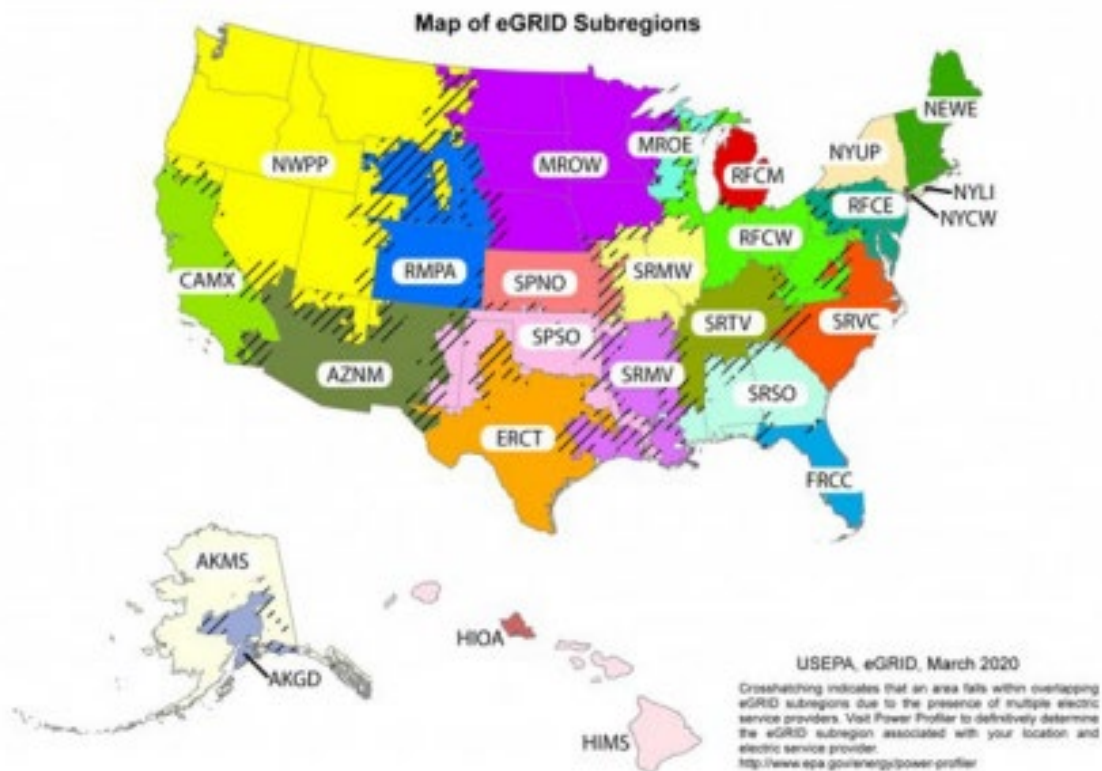 Map of eGRID Subregions
NEWE
MROE
NYUP
NWPP
MROW
RFCM
NYLI
RFCE
NYCW
RFCW
CAMX
RMPA
SPNO
SRMW
SRTV
SRVC
SPSO
AZNM
SRMV
SRSO
ERCT
FRCC
AKMS
HIOA
AKGD
HIMS
USEPA, eGRID, March 2020
Crosshatching indicates that an area falls within overlapping
eGRID subregions due to the presence of multiple electric
service providers. Visit Power Profiler to definitively determine
the eGRID subregion associated with your location and
electric service provider.
http://www.epa.gov/energy/power-profiler